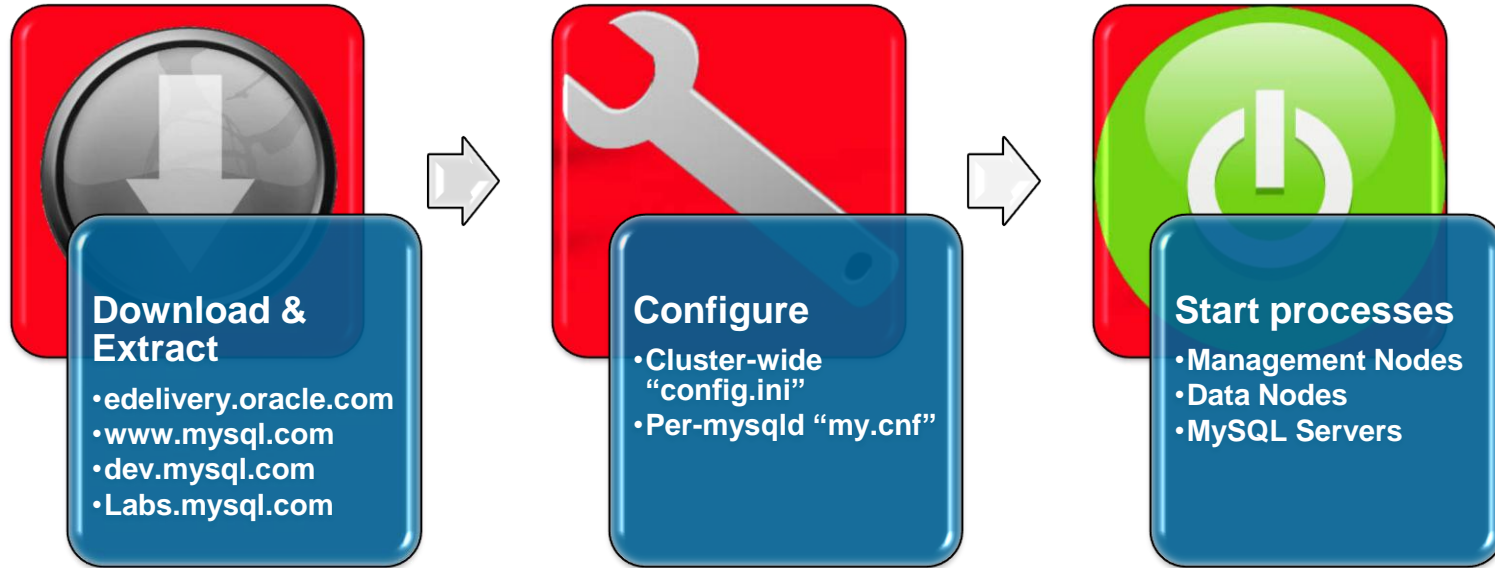 Download &
Extract
•edelivery.oracle.com
•www.mysql.com
•dev.mysql.com
•Labs.mysql.com
Configure
•Cluster-wide
“config.ini”
•Per-mysqld “my.cnf”
Start processes
•Management Nodes
•Data Nodes
•MySQL Servers